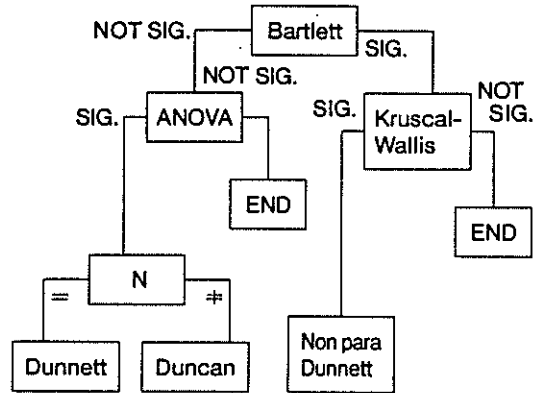 Bartlett
NOT SIG.
SIG.
NOT SIG.
SIG.
ANOVA
SIG.
Kruscal-
Wallis
NOT
SIG.
END
END
N
=
≠
Dunnett
Duncan
Non para
Dunnett